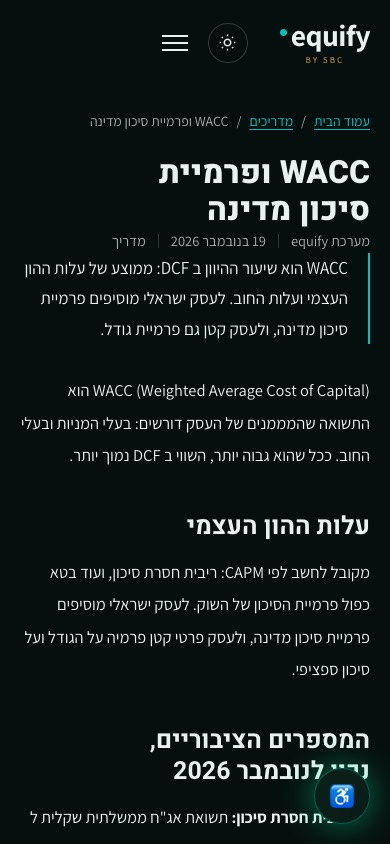 equify
BY SBC
עמוד הבית / מדריכים / WACC ופרמיית סיכון מדינה
WACC ופרמיית
סיכון מדינה
מערכת equify | 19 בנובמבר 2026 | מדריך
WACC הוא שיעור ההיוון ב DCF: ממוצע של עלות ההון
העצמי ועלות החוב. לעסק ישראלי מוסיפים פרמיית
סיכון מדינה, ולעסק קטן גם פרמיית גודל.
WACC (Weighted Average Cost of Capital) הוא
התשואה שהמממנים של העסק דורשים: בעלי המניות ובעלי
החוב. ככל שהוא גבוה יותר, השווי ב DCF נמוך יותר.
עלות ההון העצמי
מקובל לחשב לפי CAPM: ריבית חסרת סיכון, ועוד בטא
כפול פרמיית הסיכון של השוק. לעסק ישראלי מוסיפים
פרמיית סיכון מדינה, ולעסק פרטי קטן פרמיה על הגודל ועל
סיכון ספציפי.
המספרים הציבוריים,
לנובמבר 2026
חסרת סיכון: תשואת אג"ח ממשלתית שקלית ל